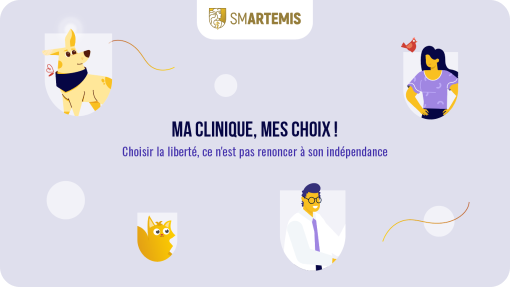 SMARTEMIS
MA CLINIQUE, MES CHOIX !
Choisir la liberté, ce n'est pas renoncer à son indépendance